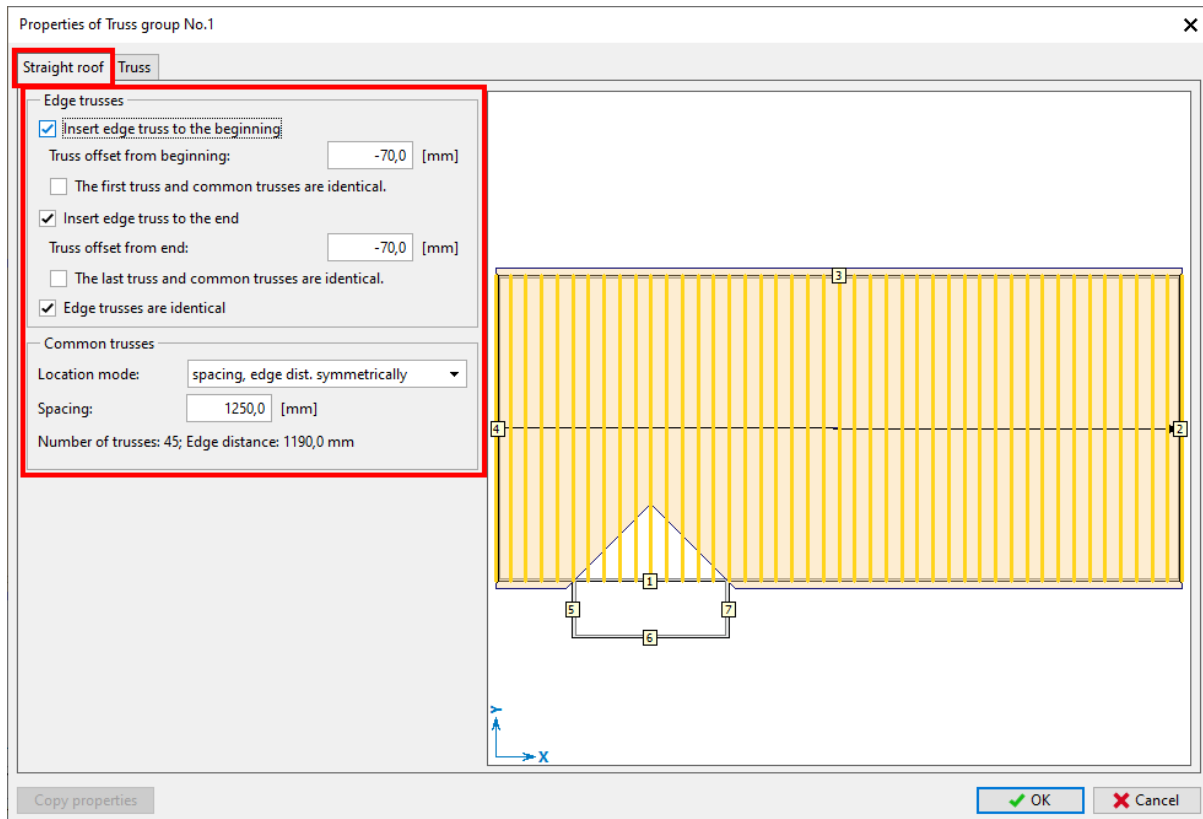 Properties of Truss group No.1
Straight roof
Truss
Edge trusses
Insert edge truss to the beginning
Truss offset from beginning: -70,0 [mm]
The first truss and common trusses are identical.
Insert edge truss to the end
Truss offset from end: -70,0 [mm]
The last truss and common trusses are identical.
Edge trusses are identical
Common trusses
Location mode: spacing, edge dist. symmetrically
Spacing: 1250,0 [mm]
Number of trusses: 45; Edge distance: 1190,0 mm
3
4
2
1
5
7
6
Y
X
Copy properties
OK
Cancel